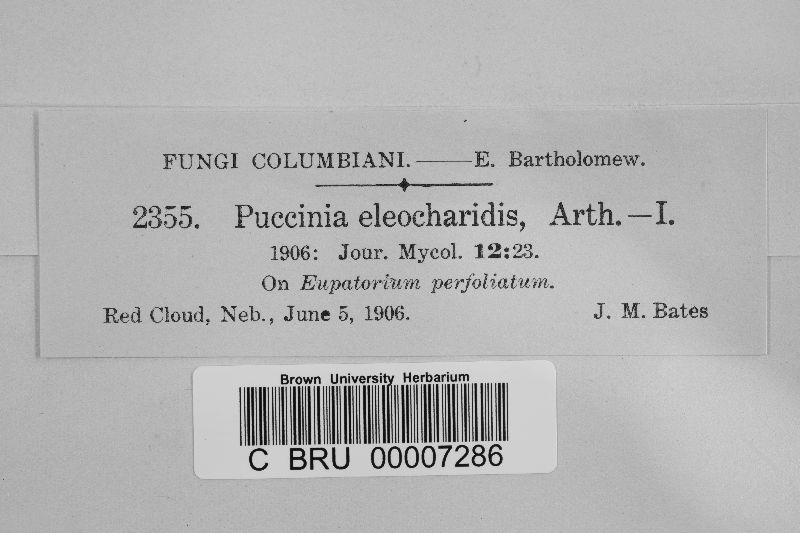 FUNGI COLUMBIANI.——E. Bartholomew.
2355. Puccinia eleocharidis, Arth.—I.
1906: Jour. Mycol. 12:23.
On Eupatorium perfoliatum.
Red Cloud, Neb., June 5, 1906. J. M. Bates
Brown University Herbarium
C BRU 00007286